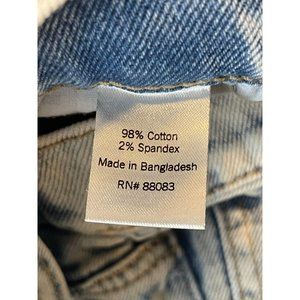 98% Cotton
2% Spandex
Made in Bangladesh
RN# 88083